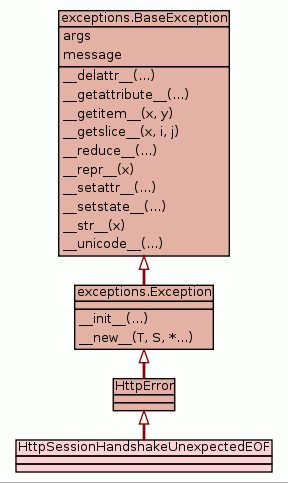 exceptions.BaseException
args
message
__delattr__(...)
__getattribute__(...)
__getitem__(x, y)
__getslice__(x, i, j)
__reduce__(...)
__repr__(x)
__setattr__(...)
__setstate__(...)
__str__(x)
__unicode__(...)
exceptions.Exception
__init__(...)
__new__(T, S, *...)
HttpError
HttpSessionHandshakeUnexpectedEOF